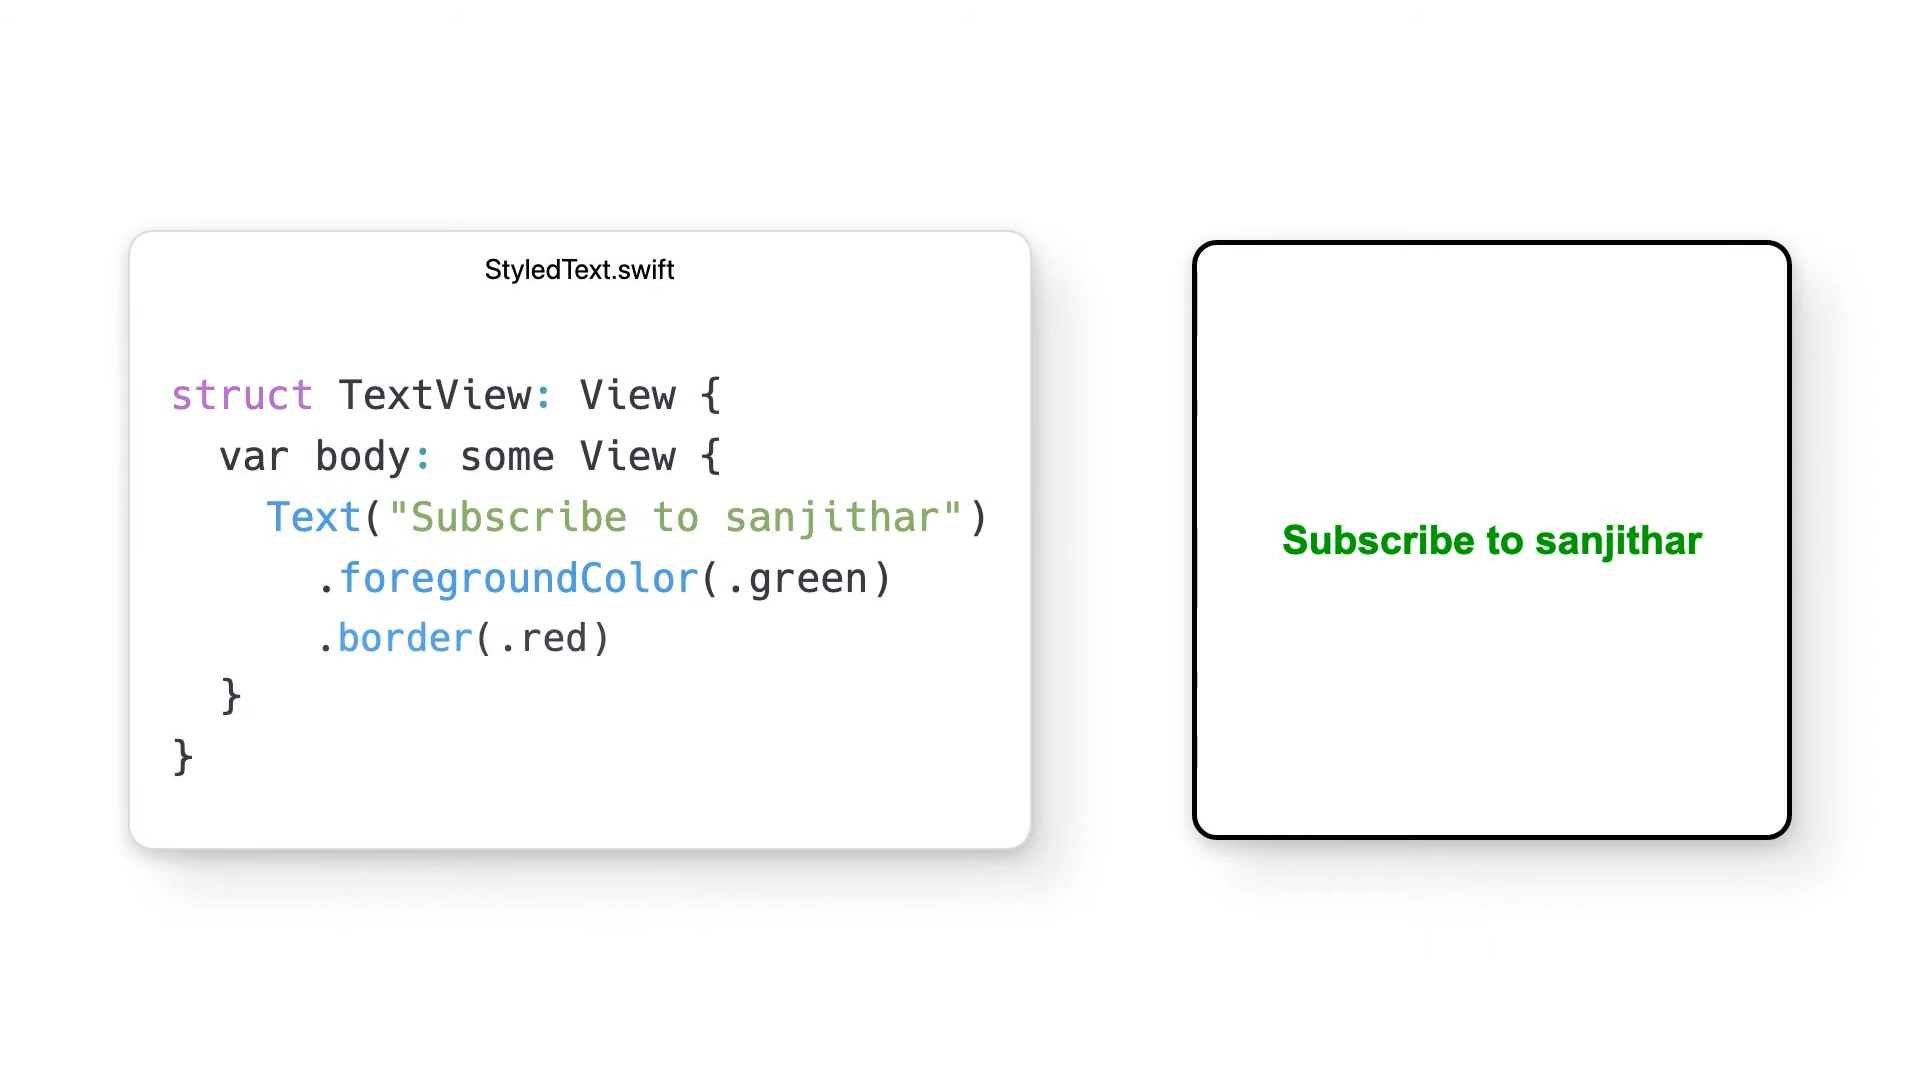 StyledText.swift
struct TextView: View {
  var body: some View {
    Text("Subscribe to sanjithar")
      .foregroundColor(.green)
      .border(.red)
  }
}
Subscribe to sanjithar